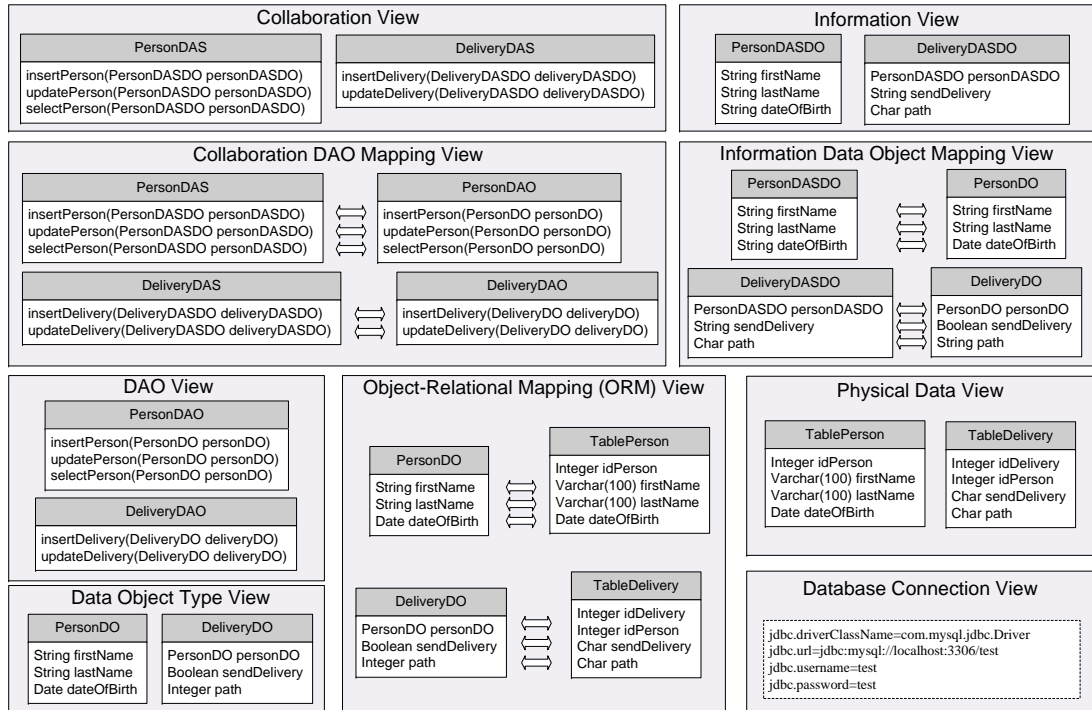 Collaboration View
PersonDAS
insertPerson(PersonDASDO personDASDO)
updatePerson(PersonDASDO personDASDO)
selectPerson(PersonDASDO personDASDO)
DeliveryDAS
insertDelivery(DeliveryDASDO deliveryDASDO)
updateDelivery(DeliveryDASDO deliveryDASDO)
Information View
PersonDASDO
String firstName
String lastName
String dateOfBirth
DeliveryDASDO
PersonDASDO personDASDO
String sendDelivery
Char path
Collaboration DAO Mapping View
PersonDAS
insertPerson(PersonDASDO personDASDO)
updatePerson(PersonDASDO personDASDO)
selectPerson(PersonDASDO personDASDO)
PersonDAO
insertPerson(PersonDO personDO)
updatePerson(PersonDO personDO)
selectPerson(PersonDO personDO)
DeliveryDAS
insertDelivery(DeliveryDASDO deliveryDASDO)
updateDelivery(DeliveryDASDO deliveryDASDO)
DeliveryDAO
insertDelivery(DeliveryDO deliveryDO)
updateDelivery(DeliveryDO deliveryDO)
Information Data Object Mapping View
PersonDASDO
String firstName
String lastName
String dateOfBirth
PersonDO
String firstName
String lastName
Date dateOfBirth
DeliveryDASDO
PersonDASDO personDASDO
String sendDelivery
Char path
DeliveryDO
PersonDO personDO
Boolean sendDelivery
String path
DAO View
PersonDAO
insertPerson(PersonDO personDO)
updatePerson(PersonDO personDO)
selectPerson(PersonDO personDO)
DeliveryDAO
insertDelivery(DeliveryDO deliveryDO)
updateDelivery(DeliveryDO deliveryDO)
Data Object Type View
PersonDO
String firstName
String lastName
Date dateOfBirth
DeliveryDO
PersonDO personDO
Boolean sendDelivery
Integer path
Object-Relational Mapping (ORM) View
PersonDO
String firstName
String lastName
Date dateOfBirth
TablePerson
Integer idPerson
Varchar(100) firstName
Varchar(100) lastName
Date dateOfBirth
DeliveryDO
PersonDO personDO
Boolean sendDelivery
Integer path
TableDelivery
Integer idDelivery
Integer idPerson
Char sendDelivery
Char path
Physical Data View
TablePerson
Integer idPerson
Varchar(100) firstName
Varchar(100) lastName
Date dateOfBirth
TableDelivery
Integer idDelivery
Integer idPerson
Char sendDelivery
Char path
Database Connection View
jdbc.driverClassName=com.mysql.jdbc.Driver
jdbc.url=jdbc:mysql://localhost:3306/test
jdbc.username=test
jdbc.password=test